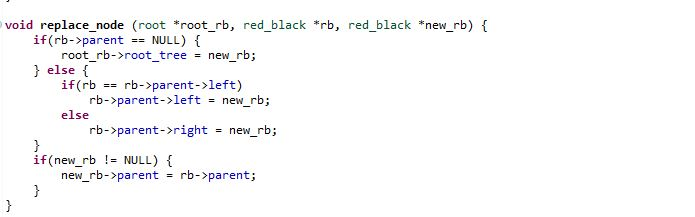 void replace_node (root *root_rb, red_black *rb, red_black *new_rb) {
    if(rb->parent == NULL) {
        root_rb->root_tree = new_rb;
    } else {
        if(rb == rb->parent->left)
            rb->parent->left = new_rb;
        else
            rb->parent->right = new_rb;
    }
    if(new_rb != NULL) {
        new_rb->parent = rb->parent;
    }
}